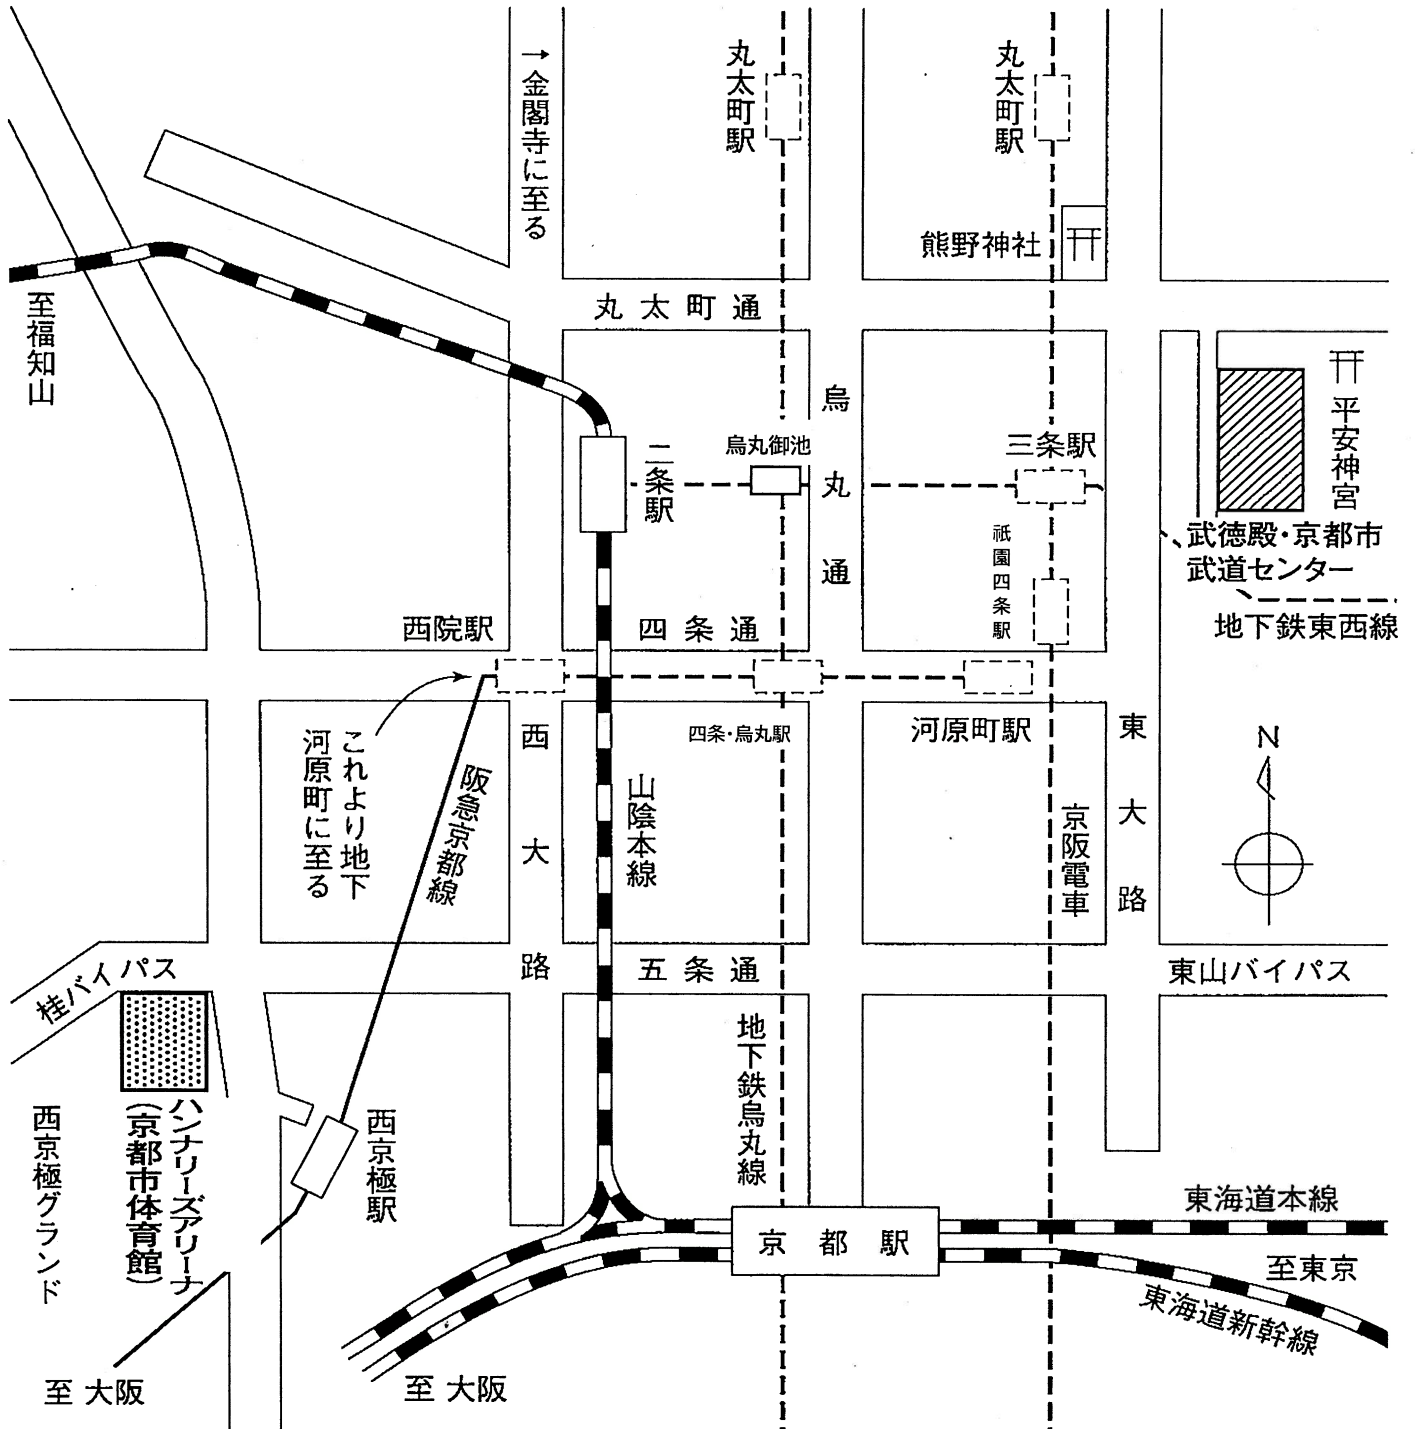 →金閣寺に至る
丸太町駅
丸太町駅
熊野神社
至福知山
丸太町通
烏丸通
平安神宮
二条駅
烏丸御池
三条駅
武徳殿・京都市
武道センター
祇園四条駅
地下鉄東西線
西院駅
四条通
四条・烏丸駅
河原町駅
これより地下
河原町に至る
阪急京都線
西大路
山陰本線
京阪電車
東大路
N
桂バイパス
五条通
東山バイパス
地下鉄烏丸線
ハンナリーズアリーナ
(京都市体育館)
西京極グランド
西京極駅
京都駅
東海道本線
至東京
東海道新幹線
至 大阪
至 大阪